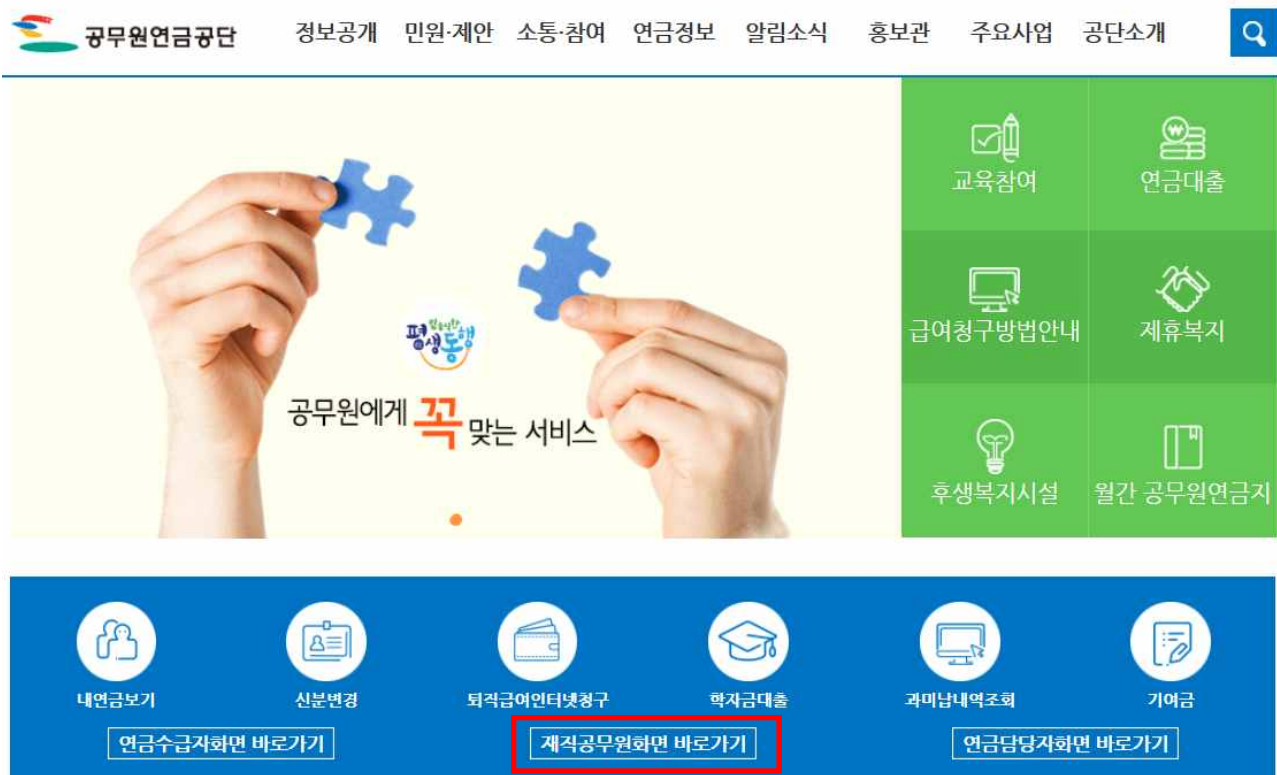 공무원연금공단
정보공개 민원·제안 소통·참여 연금정보 알림소식 홍보관 주요사업 공단소개
교육참여 연금대출
급여청구방법안내 제휴복지
후생복지시설 월간 공무원연금지
평생동행
공무원에게 꼭 맞는 서비스
내연금보기 신분변경 퇴직급여인터넷청구 학자금대출 과미납내역조회 기여금
연금수급자화면 바로가기 재직공무원화면 바로가기 연금담당자화면 바로가기